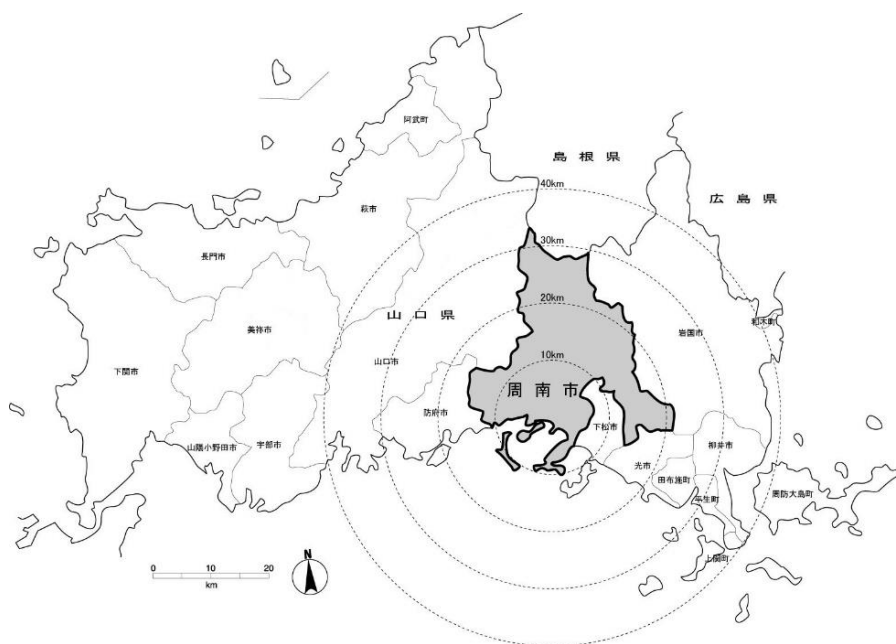 阿武町
島根県
40km
広島県
萩市
30km
長門市
20km
山口県
和木町
美祢市
岩国市
山口市
10km
下関市
周南市
防府市
下松市
山陽小野田市
宇部市
柳井市
光市
田布施町
周防大島町
平生町
上関町
N
0 10 20
km